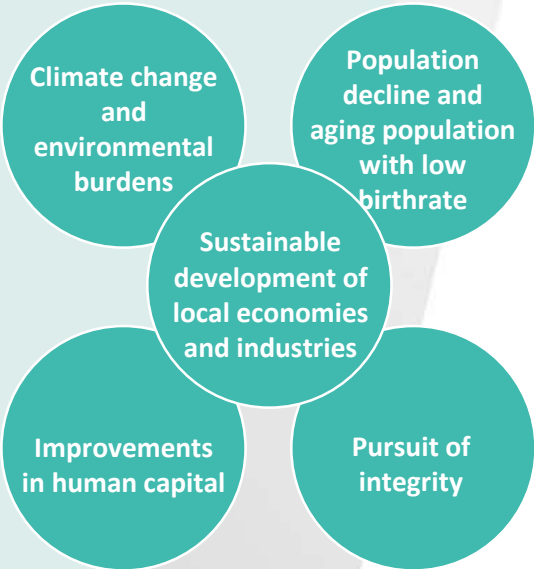 Climate change
and
environmental
burdens
Population
decline and
aging population
with low
birthrate
Sustainable
development of
local economies
and industries
Improvements
in human capital
Pursuit of
integrity